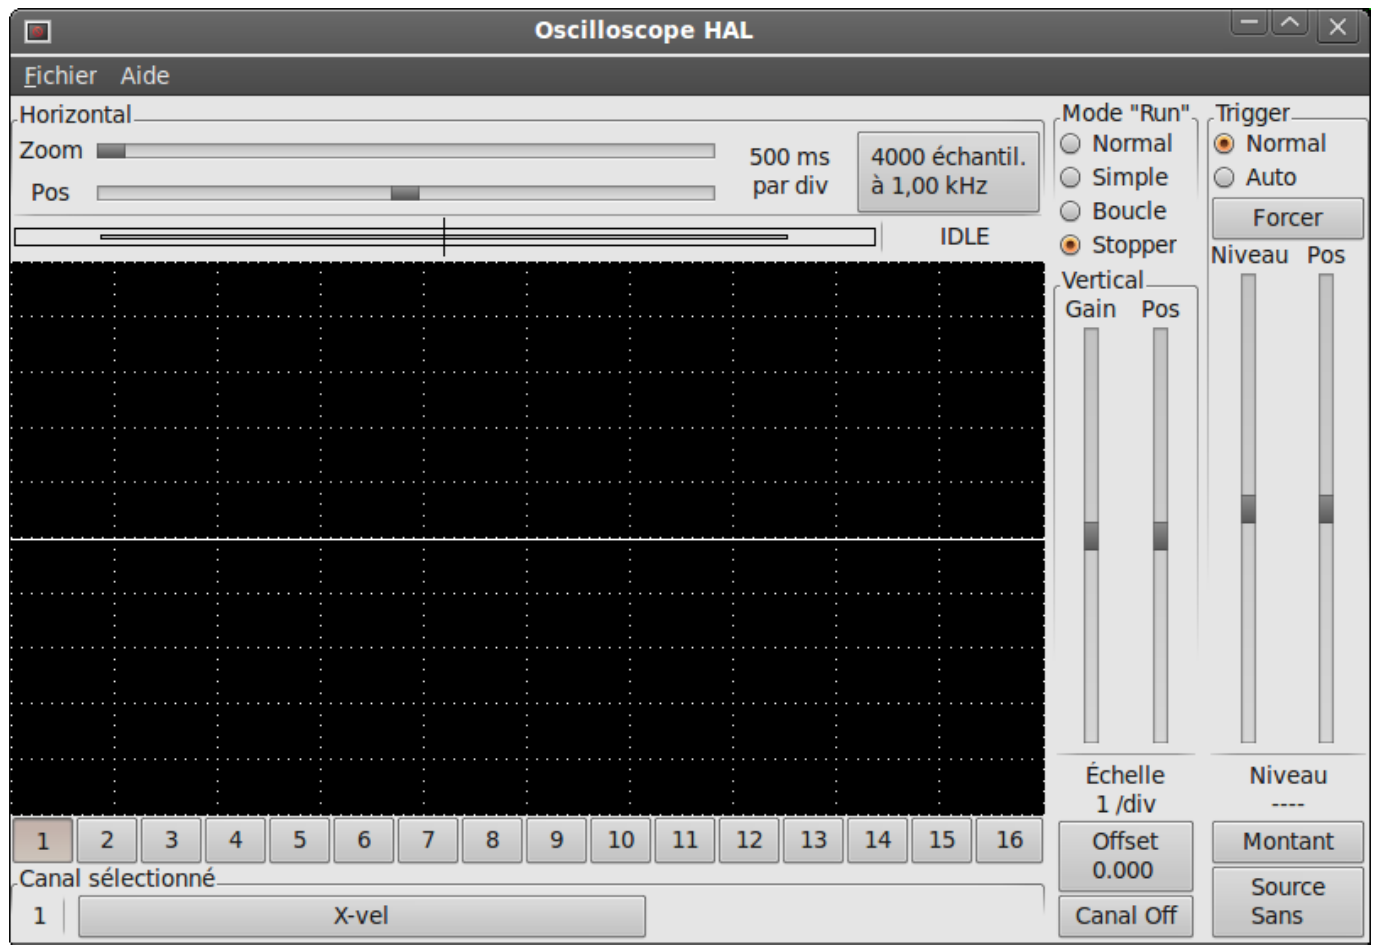 Oscilloscope HAL
Fichier Aide
Horizontal
Zoom
Pos
500 ms
par div
4000 échantil.
à 1,00 kHz
IDLE
Mode "Run"
Normal
Simple
Boucle
Stopper
Trigger
Normal
Auto
Forcer
Niveau Pos
Vertical
Gain Pos
Échelle
1 /div
Offset
0.000
Canal Off
Niveau
----
Montant
Source
Sans
1 2 3 4 5 6 7 8 9 10 11 12 13 14 15 16
Canal sélectionné
1 X-vel